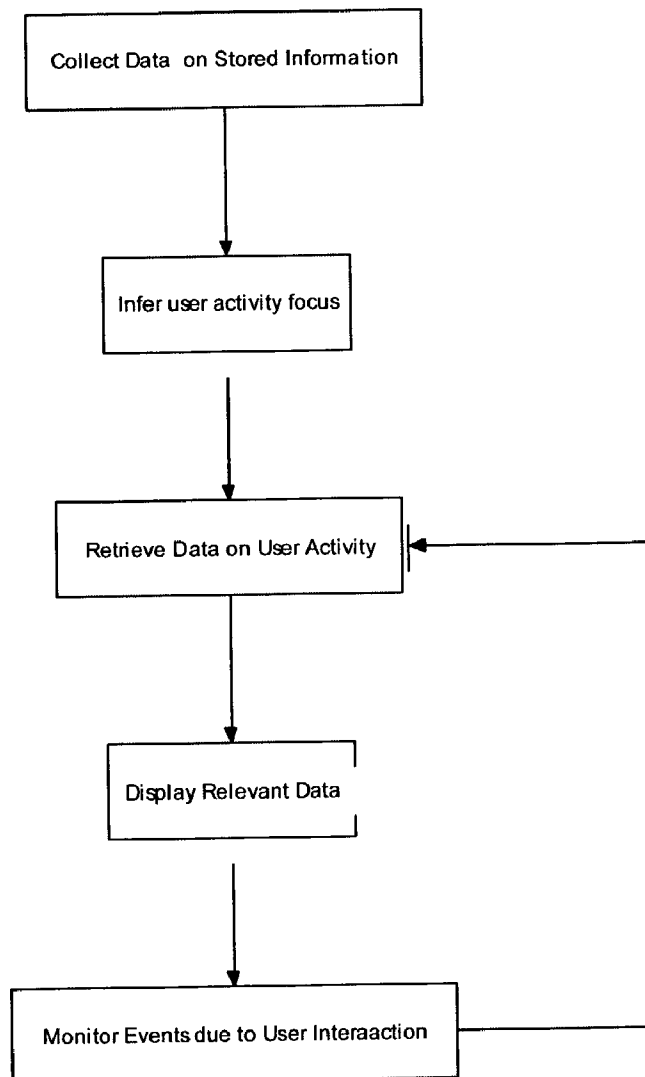 Collect Data on Stored Information
Infer user activity focus
Retrieve Data on User Activity
Display Relevant Data
Monitor Events due to User Interaaction